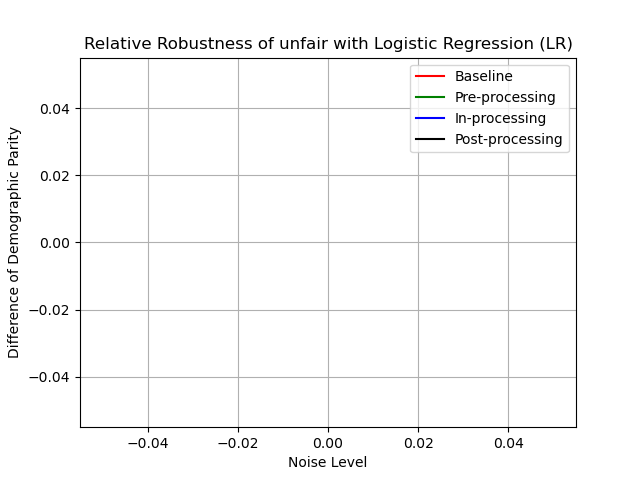 Relative Robustness of unfair with Logistic Regression (LR)
Baseline
Pre-processing
In-processing
Post-processing
Difference of Demographic Parity
0.04
0.02
0.00
−0.02
−0.04
−0.04 −0.02 0.00 0.02 0.04
Noise Level